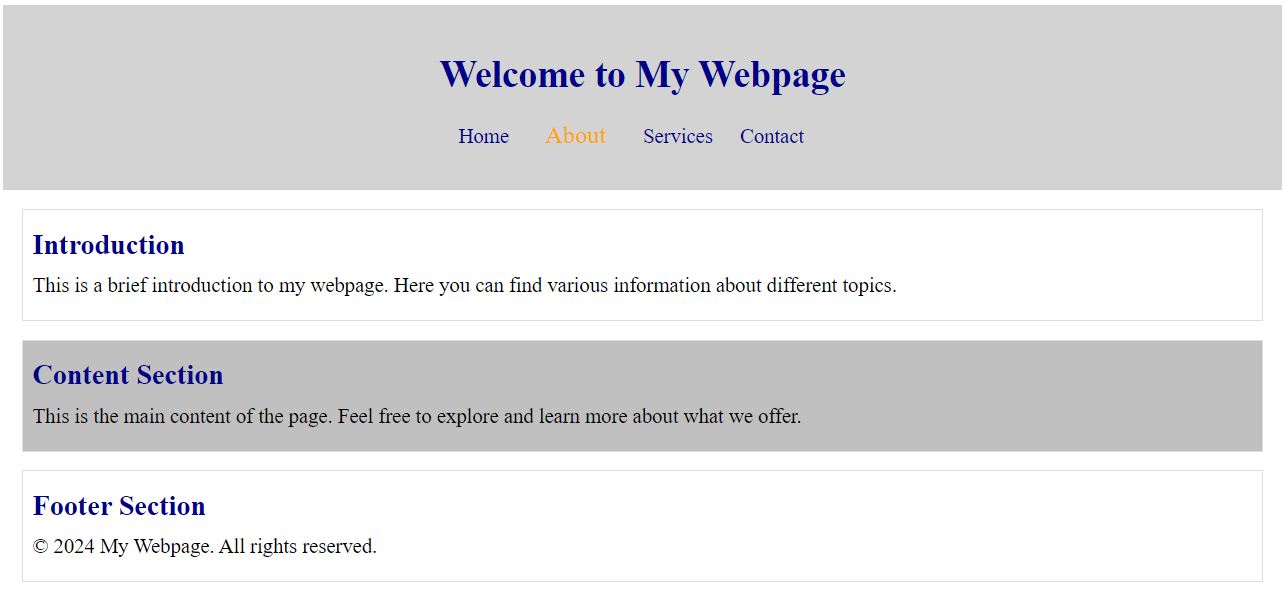 Welcome to My Webpage
Home About Services Contact
Introduction
This is a brief introduction to my webpage. Here you can find various information about different topics.
Content Section
This is the main content of the page. Feel free to explore and learn more about what we offer.
Footer Section
© 2024 My Webpage. All rights reserved.